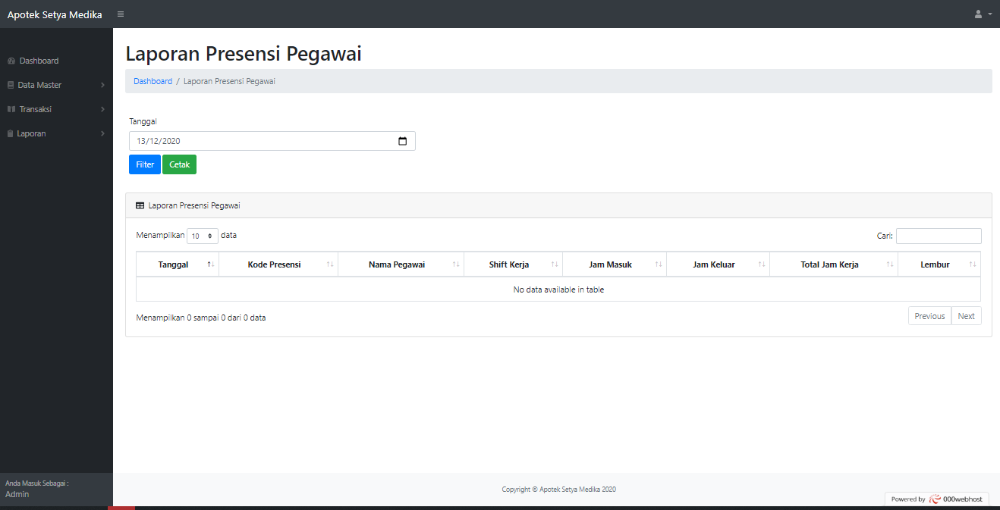 Apotek Setya Medika
Dashboard
Data Master
Transaksi
Laporan
Laporan Presensi Pegawai
Dashboard / Laporan Presensi Pegawai
Tanggal
13/12/2020
Filter Cetak
Laporan Presensi Pegawai
Menampilkan 10 data Cari:
Tanggal Kode Presensi Nama Pegawai Shift Kerja Jam Masuk Jam Keluar Total Jam Kerja Lembur
No data available in table
Menampilkan 0 sampai 0 dari 0 data Previous Next
Anda Masuk Sebagai :
Admin
Copyright © Apotek Setya Medika 2020
Powered by 000webhost